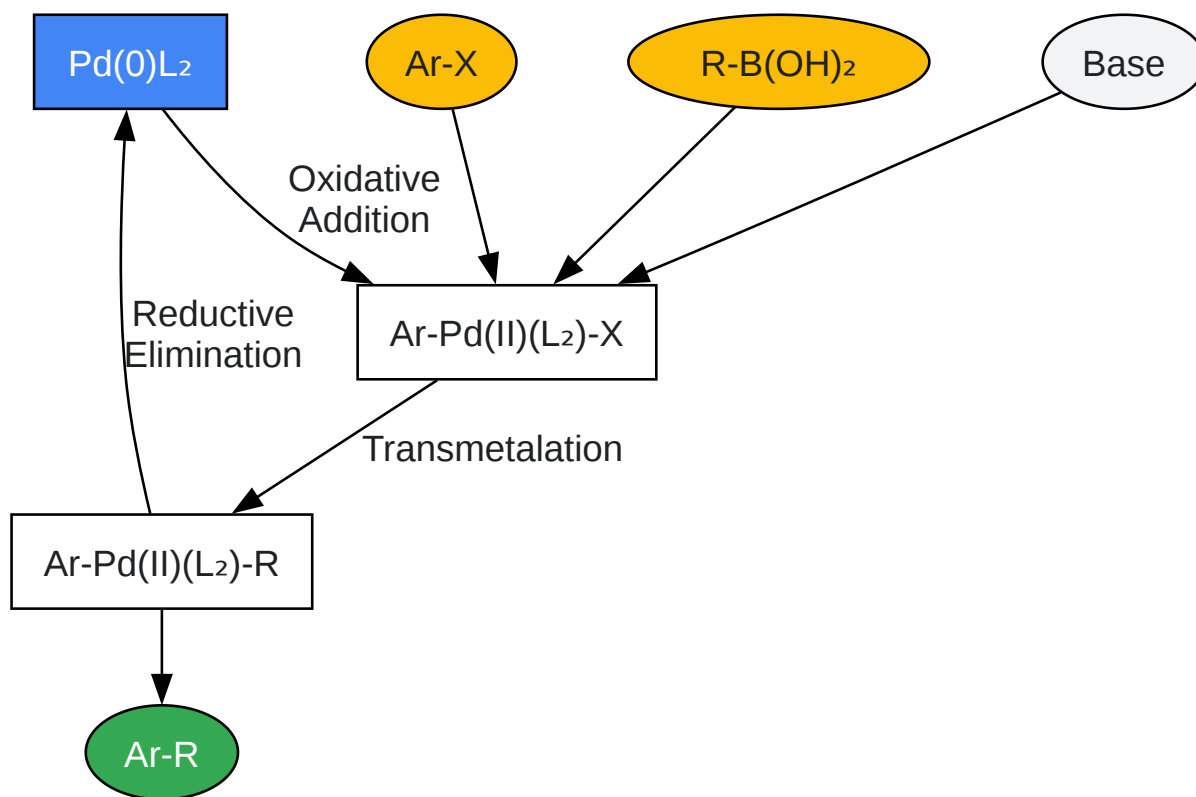 Pd(0)L₂
Ar-X
R-B(OH)₂
Base
Oxidative
Addition
Reductive
Elimination
Ar-Pd(II)(L₂)-X
Transmetalation
Ar-Pd(II)(L₂)-R
Ar-R